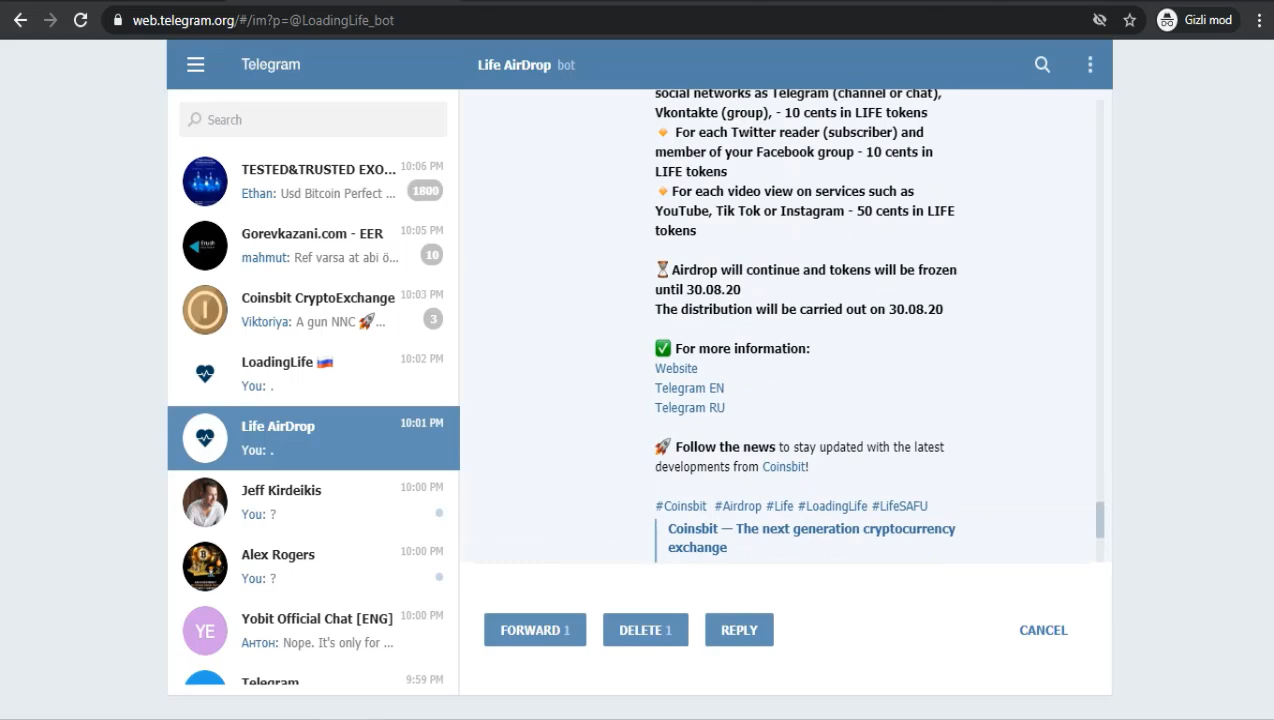 web.telegram.org/#/im?p=@LoadingLife_bot
Gizli mod
Telegram
Life AirDrop bot
Search
TESTED&TRUSTED EXO... 10:06 PM
Ethan: Usd Bitcoin Perfect ... 1800
Gorevkazani.com - EER 10:05 PM
mahmut: Ref varsa at abi ö... 10
Coinsbit CryptoExchange 10:03 PM
Viktoriya: A gun NNC 🚀... 3
LoadingLife 🇷🇺 10:02 PM
You: .
Life AirDrop 10:01 PM
You: .
Jeff Kirdeikis 10:00 PM
You: ?
Alex Rogers 10:00 PM
You: ?
YE
Yobit Official Chat [ENG] 10:00 PM
Антон: Nope. It's only for ...
Telegram 9:59 PM
social networks as Telegram (channel or chat),
Vkontakte (group), - 10 cents in LIFE tokens
🔸 For each Twitter reader (subscriber) and
member of your Facebook group - 10 cents in
LIFE tokens
🔸For each video view on services such as
YouTube, Tik Tok or Instagram - 50 cents in LIFE
tokens
⏳Airdrop will continue and tokens will be frozen
until 30.08.20
The distribution will be carried out on 30.08.20
✅ For more information:
Website
Telegram EN
Telegram RU
🚀 Follow the news to stay updated with the latest
developments from Coinsbit!
#Coinsbit #Airdrop #Life #LoadingLife #LifeSAFU
Coinsbit — The next generation cryptocurrency
exchange
FORWARD 1
DELETE 1
REPLY
CANCEL